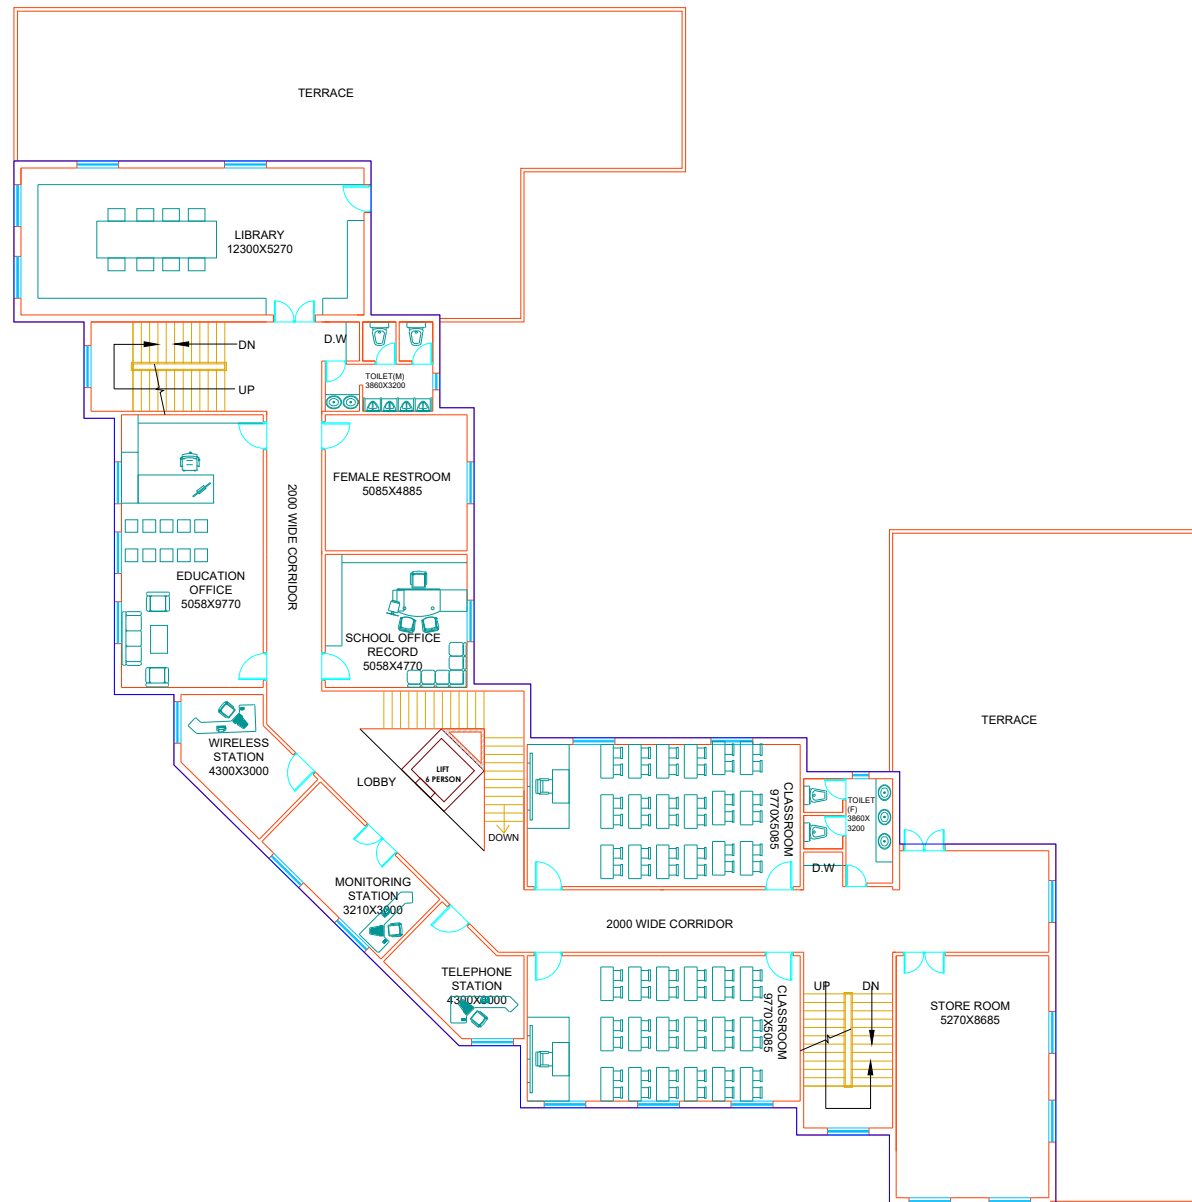 TERRACE
LIBRARY
12300X5270
DN
UP
D.W
TOILET(M)
3860X3200
FEMALE RESTROOM
5085X4885
2000 WIDE CORRIDOR
EDUCATION
OFFICE
5058X9770
SCHOOL OFFICE
RECORD
5058X4770
WIRELESS
STATION
4300X3000
LOBBY
LIFT
6 PERSON
DOWN
CLASSROOM
9770X5085
TOILET
(F)
3860X
3200
D.W
TERRACE
MONITORING
STATION
3210X3000
2000 WIDE CORRIDOR
TELEPHONE
STATION
4300X3000
CLASSROOM
9770X5085
UP
DN
STORE ROOM
5270X8685